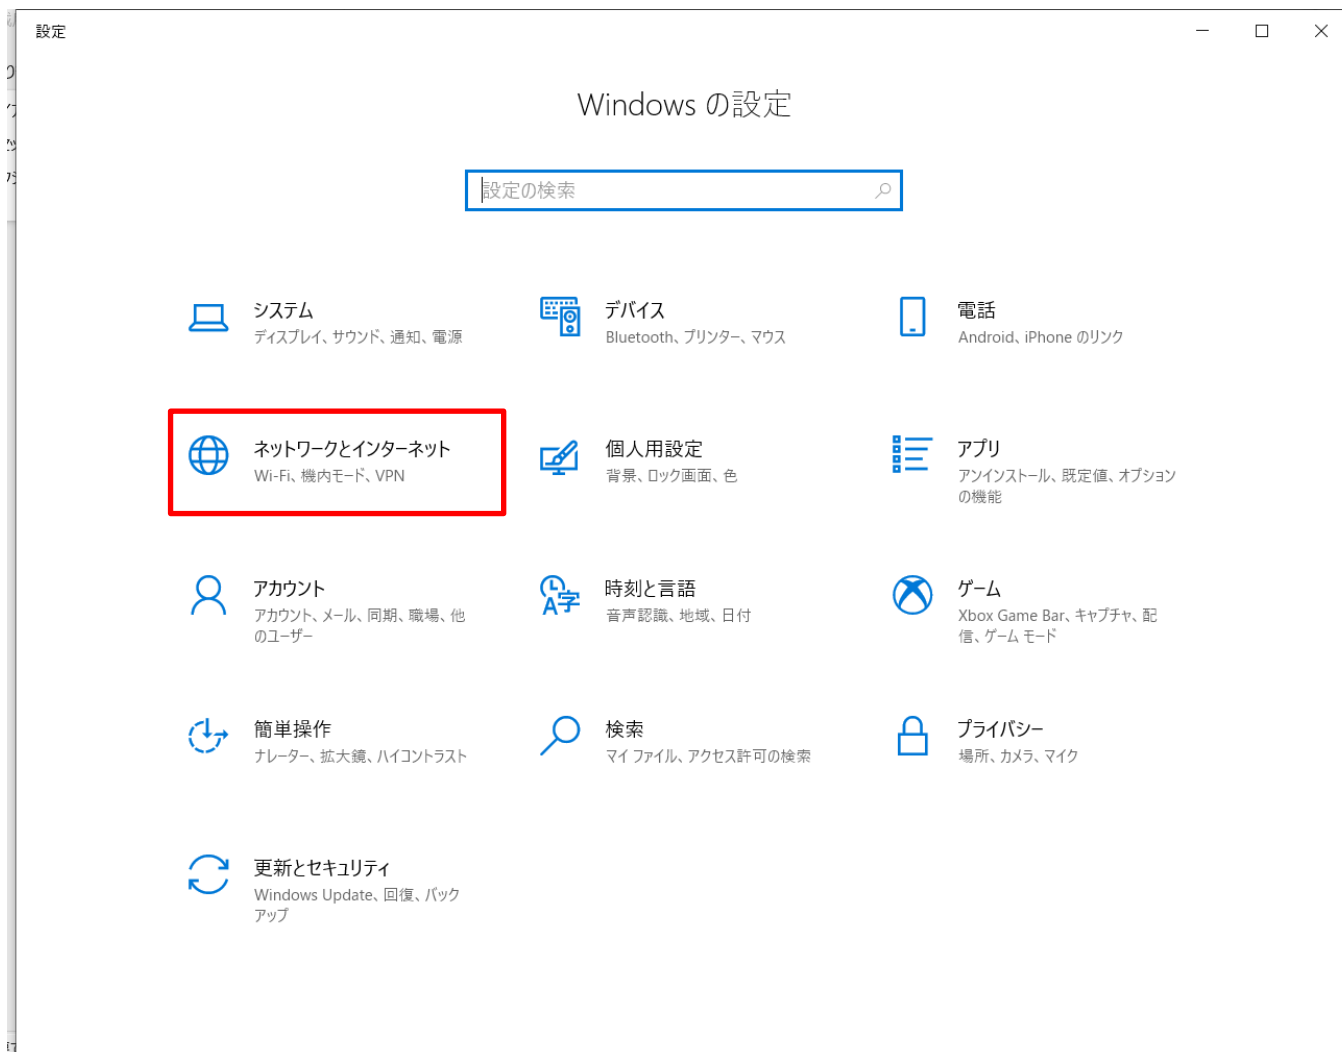 設定
Windows の設定
設定の検索
システム
ディスプレイ、サウンド、通知、電源
デバイス
Bluetooth、プリンター、マウス
電話
Android、iPhone のリンク
ネットワークとインターネット
Wi-Fi、機内モード、VPN
個人用設定
背景、ロック画面、色
アプリ
アンインストール、既定値、オプション
の機能
アカウント
アカウント、メール、同期、職場、他
のユーザー
時刻と言語
音声認識、地域、日付
ゲーム
Xbox Game Bar、キャプチャ、配
信、ゲーム モード
簡単操作
ナレーター、拡大鏡、ハイコントラスト
検索
マイ ファイル、アクセス許可の検索
プライバシー
場所、カメラ、マイク
更新とセキュリティ
Windows Update、回復、バック
アップ